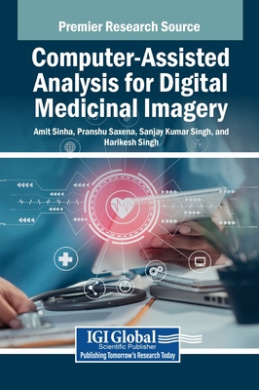 Premier Research Source
Computer-Assisted
Analysis for Digital
Medicinal Imagery
Amit Sinha, Pranshu Saxena, Sanjay Kumar Singh, and
Harikesh Singh
IGI Global
Scientific Publisher
Publishing Tomorrow's Research Today